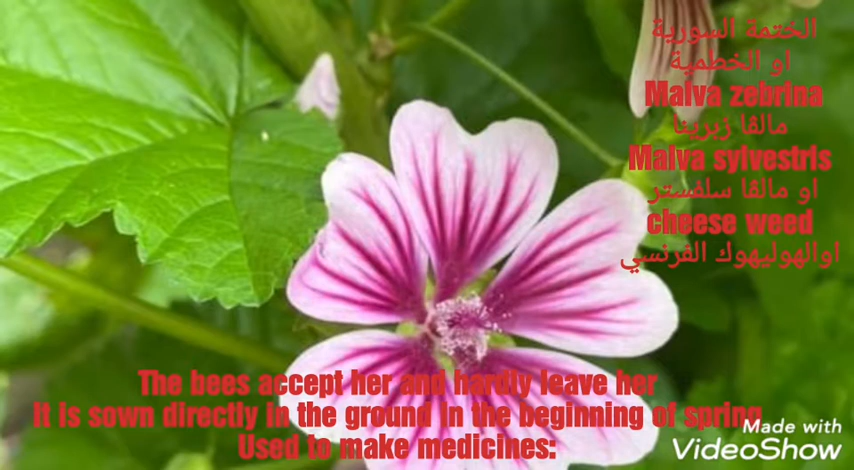 الختمة السورية
او الخطمية
Malva zebrina
مالڤا زبرينا
Malva sylvestris
او مالڤا سلفستر
cheese weed
اوالهوليهوك الفرنسي
The bees accept her and hardly leave her
It is sown directly in the ground in the beginning of spring
Used to make medicines:
Made with
VideoShow